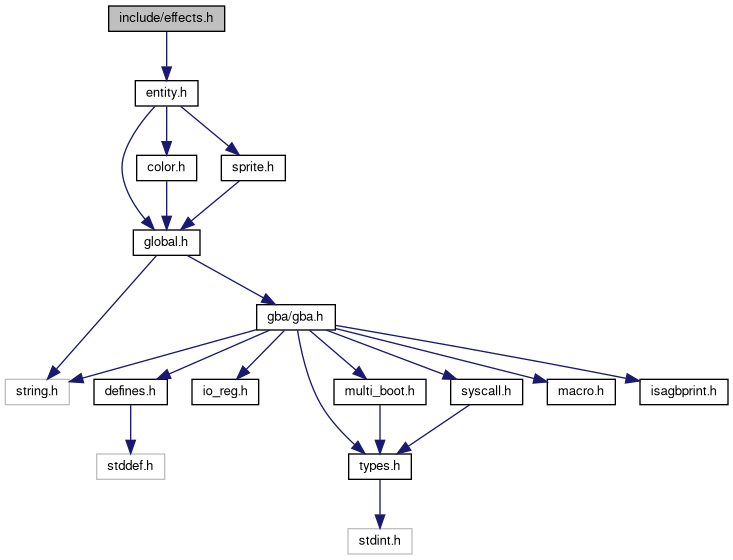 include/effects.h
entity.h
color.h
sprite.h
global.h
gba/gba.h
string.h
defines.h
io_reg.h
multi_boot.h
syscall.h
macro.h
isagbprint.h
stddef.h
types.h
stdint.h